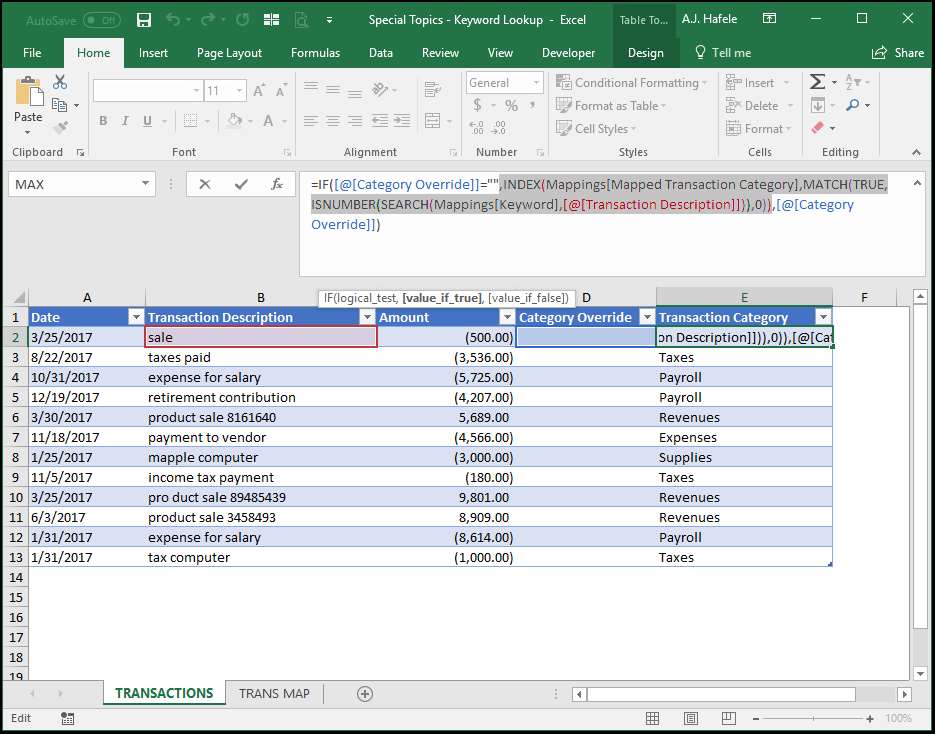 AutoSave Off Special Topics - Keyword Lookup - Excel Table To... A.J. Hafele
File Home Insert Page Layout Formulas Data Review View Developer Design Tell me Share
Paste
General
11
B I U
$ % ,
Conditional Formatting
Format as Table
Cell Styles
Insert
Delete
Format
Clipboard Font Alignment Number Styles Cells Editing
MAX
fx
=IF([@[Category Override]]="",INDEX(Mappings[Mapped Transaction Category],MATCH(TRUE,
ISNUMBER(SEARCH(Mappings[Keyword],[@[Transaction Description]])),0)),[@[Category
Override]])
IF(logical_test, [value_if_true], [value_if_false])
A B D E F
1 Date Transaction Description Amount Category Override Transaction Category
2 3/25/2017 sale (500.00) on Description]])),0)),[@[Cat
3 8/22/2017 taxes paid (3,536.00) Taxes
4 10/31/2017 expense for salary (5,725.00) Payroll
5 12/19/2017 retirement contribution (4,207.00) Payroll
6 3/30/2017 product sale 8161640 5,689.00 Revenues
7 11/18/2017 payment to vendor (4,566.00) Expenses
8 1/25/2017 mapple computer (3,000.00) Supplies
9 11/5/2017 income tax payment (180.00) Taxes
10 3/25/2017 pro duct sale 89485439 9,801.00 Revenues
11 6/3/2017 product sale 3458493 8,909.00 Revenues
12 1/31/2017 expense for salary (8,614.00) Payroll
13 1/31/2017 tax computer (1,000.00) Taxes
14
15
16
17
18
19
TRANSACTIONS TRANS MAP
Edit 100%